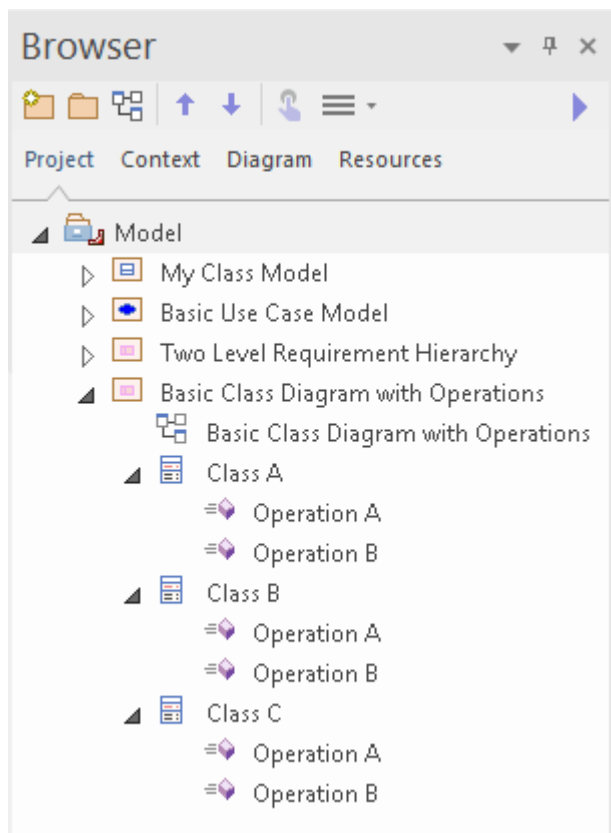 Browser
Project Context Diagram Resources
Model
My Class Model
Basic Use Case Model
Two Level Requirement Hierarchy
Basic Class Diagram with Operations
Basic Class Diagram with Operations
Class A
Operation A
Operation B
Class B
Operation A
Operation B
Class C
Operation A
Operation B